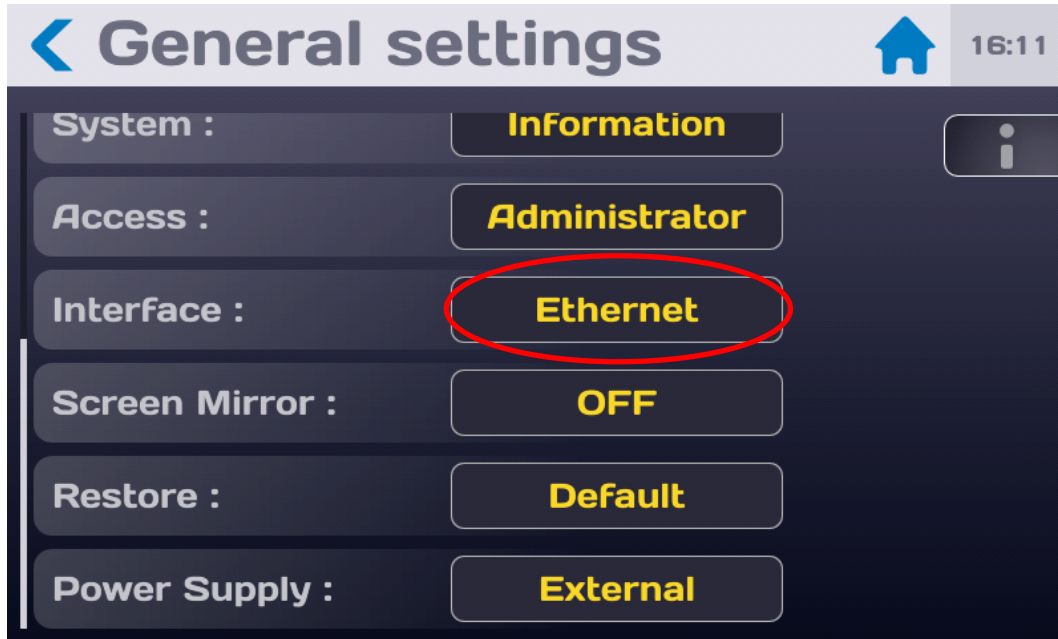 General settings
16:11
System : Information
Access : Administrator
Interface : Ethernet
Screen Mirror : OFF
Restore : Default
Power Supply : External